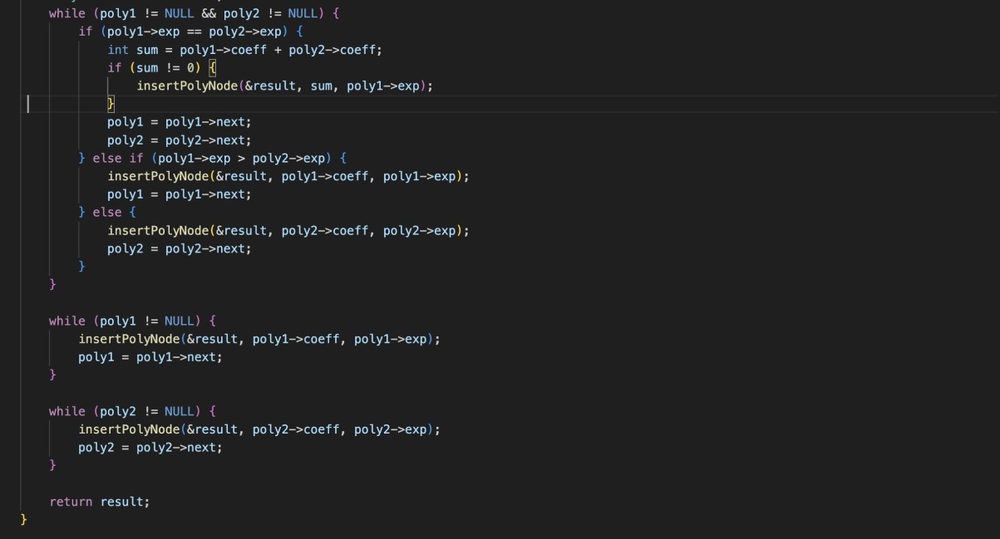 while (poly1 != NULL && poly2 != NULL) {
if (poly1->exp == poly2->exp) {
int sum = poly1->coeff + poly2->coeff;
if (sum != 0) {
insertPolyNode(&result, sum, poly1->exp);
}
poly1 = poly1->next;
poly2 = poly2->next;
} else if (poly1->exp > poly2->exp) {
insertPolyNode(&result, poly1->coeff, poly1->exp);
poly1 = poly1->next;
} else {
insertPolyNode(&result, poly2->coeff, poly2->exp);
poly2 = poly2->next;
}
}
while (poly1 != NULL) {
insertPolyNode(&result, poly1->coeff, poly1->exp);
poly1 = poly1->next;
}
while (poly2 != NULL) {
insertPolyNode(&result, poly2->coeff, poly2->exp);
poly2 = poly2->next;
}
return result;
}